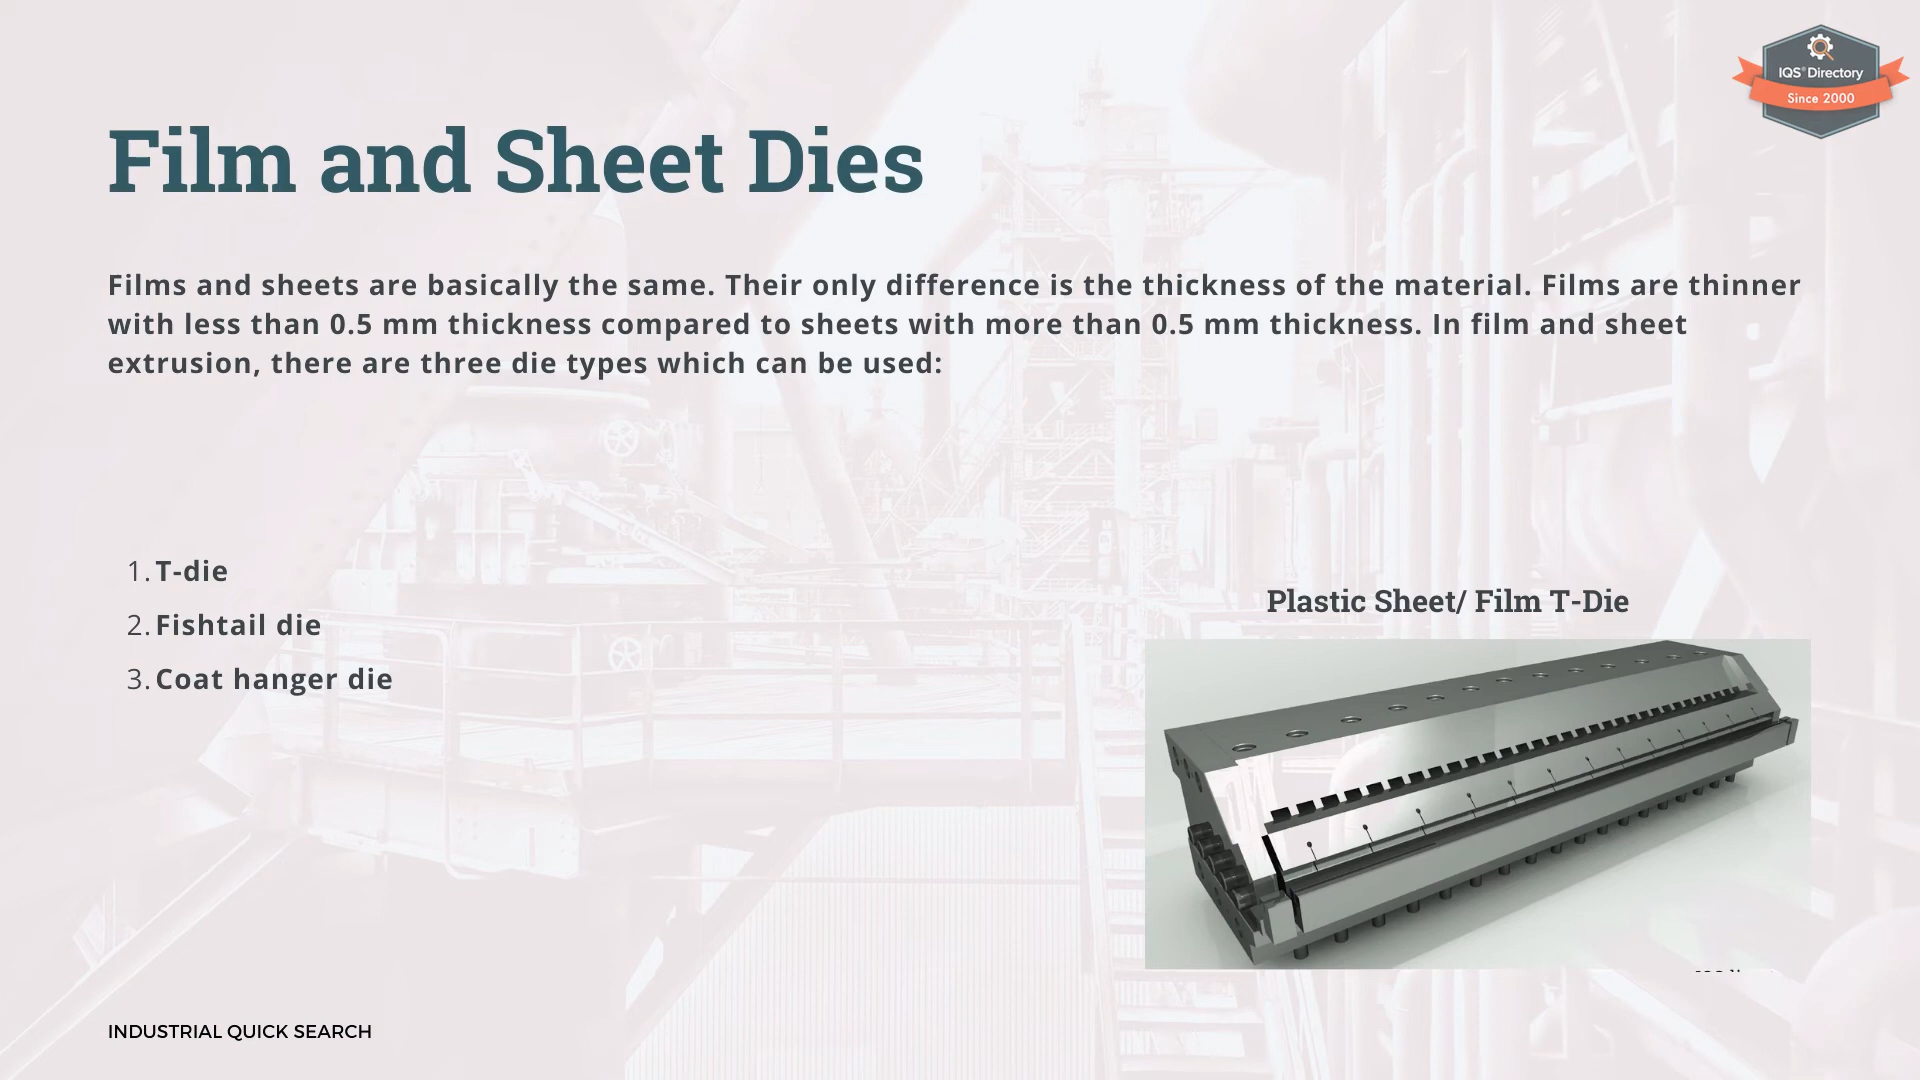 IQS® Directory
Since 2000
Film and Sheet Dies
Films and sheets are basically the same. Their only difference is the thickness of the material. Films are thinner
with less than 0.5 mm thickness compared to sheets with more than 0.5 mm thickness. In film and sheet
extrusion, there are three die types which can be used:
1. T-die
2. Fishtail die
3. Coat hanger die
Plastic Sheet/ Film T-Die
INDUSTRIAL QUICK SEARCH